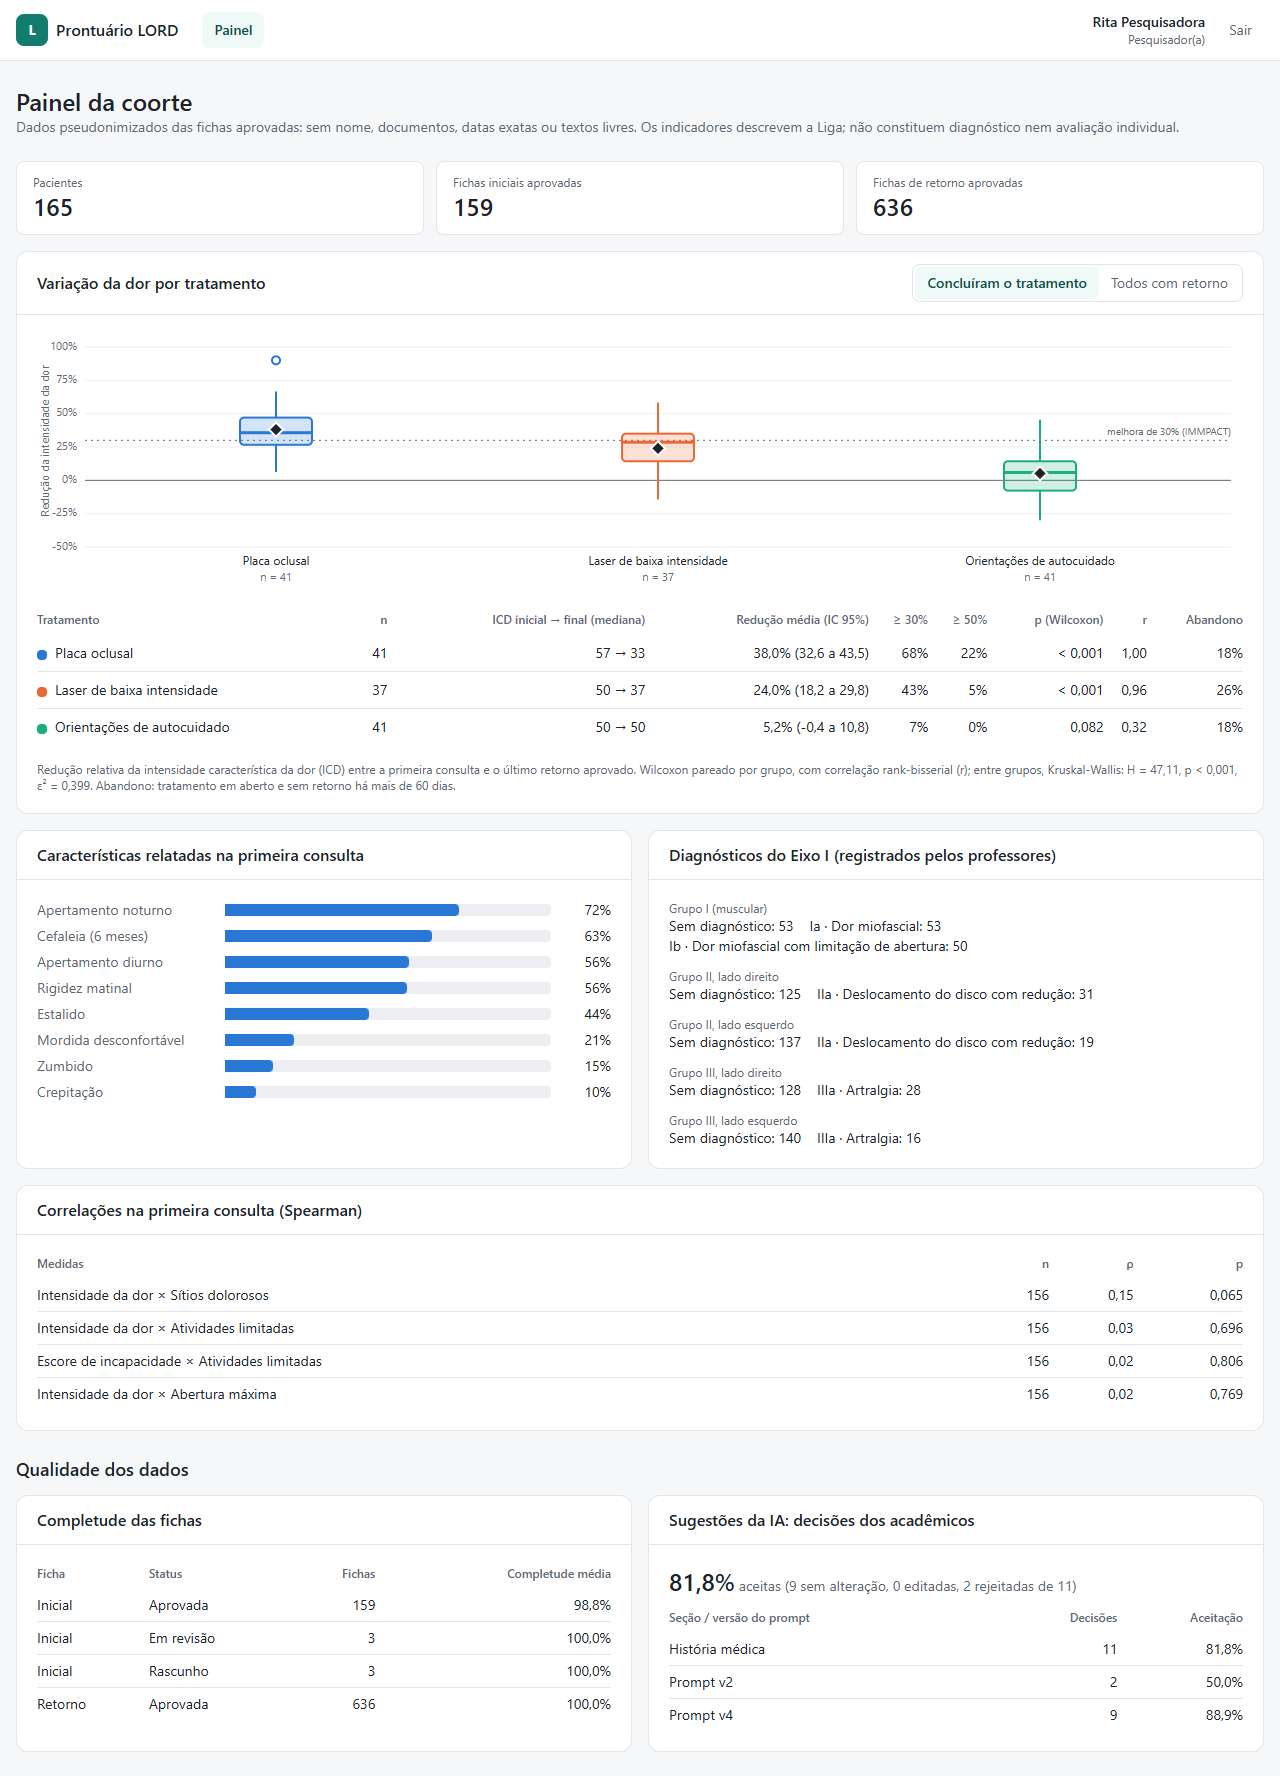 L Prontuário LORD Painel Rita Pesquisadora Sair
Pesquisador(a)
Painel da coorte
Dados pseudonimizados das fichas aprovadas: sem nome, documentos, datas exatas ou textos livres. Os indicadores descrevem a Liga; não constituem diagnóstico nem avaliação individual.
Pacientes
165
Fichas iniciais aprovadas
159
Fichas de retorno aprovadas
636
Variação da dor por tratamento Concluíram o tratamento Todos com retorno
Redução da intensidade da dor
100%
75%
50%
25%
0%
-25%
-50%
melhora de 30% (IMMPACT)
Placa oclusal
n = 41
Laser de baixa intensidade
n = 37
Orientações de autocuidado
n = 41
Tratamento n ICD inicial → final (mediana) Redução média (IC 95%) ≥ 30% ≥ 50% p (Wilcoxon) r Abandono
Placa oclusal 41 57 → 33 38,0% (32,6 a 43,5) 68% 22% < 0,001 1,00 18%
Laser de baixa intensidade 37 50 → 37 24,0% (18,2 a 29,8) 43% 5% < 0,001 0,96 26%
Orientações de autocuidado 41 50 → 50 5,2% (-0,4 a 10,8) 7% 0% 0,082 0,32 18%
Redução relativa da intensidade característica da dor (ICD) entre a primeira consulta e o último retorno aprovado. Wilcoxon pareado por grupo, com correlação rank-bisserial (r); entre grupos, Kruskal-Wallis: H = 47,11, p < 0,001,
ε² = 0,399. Abandono: tratamento em aberto e sem retorno há mais de 60 dias.
Características relatadas na primeira consulta
Apertamento noturno 72%
Cefaleia (6 meses) 63%
Apertamento diurno 56%
Rigidez matinal 56%
Estalido 44%
Mordida desconfortável 21%
Zumbido 15%
Crepitação 10%
Diagnósticos do Eixo I (registrados pelos professores)
Grupo I (muscular)
Sem diagnóstico: 53 Ia · Dor miofascial: 53
Ib · Dor miofascial com limitação de abertura: 50
Grupo II, lado direito
Sem diagnóstico: 125 IIa · Deslocamento do disco com redução: 31
Grupo II, lado esquerdo
Sem diagnóstico: 137 IIa · Deslocamento do disco com redução: 19
Grupo III, lado direito
Sem diagnóstico: 128 IIIa · Artralgia: 28
Grupo III, lado esquerdo
Sem diagnóstico: 140 IIIa · Artralgia: 16
Correlações na primeira consulta (Spearman)
Medidas n ρ p
Intensidade da dor × Sítios dolorosos 156 0,15 0,065
Intensidade da dor × Atividades limitadas 156 0,03 0,696
Escore de incapacidade × Atividades limitadas 156 0,02 0,806
Intensidade da dor × Abertura máxima 156 0,02 0,769
Qualidade dos dados
Completude das fichas
Ficha Status Fichas Completude média
Inicial Aprovada 159 98,8%
Inicial Em revisão 3 100,0%
Inicial Rascunho 3 100,0%
Retorno Aprovada 636 100,0%
Sugestões da IA: decisões dos acadêmicos
81,8% aceitas (9 sem alteração, 0 editadas, 2 rejeitadas de 11)
Seção / versão do prompt Decisões Aceitação
História médica 11 81,8%
Prompt v2 2 50,0%
Prompt v4 9 88,9%